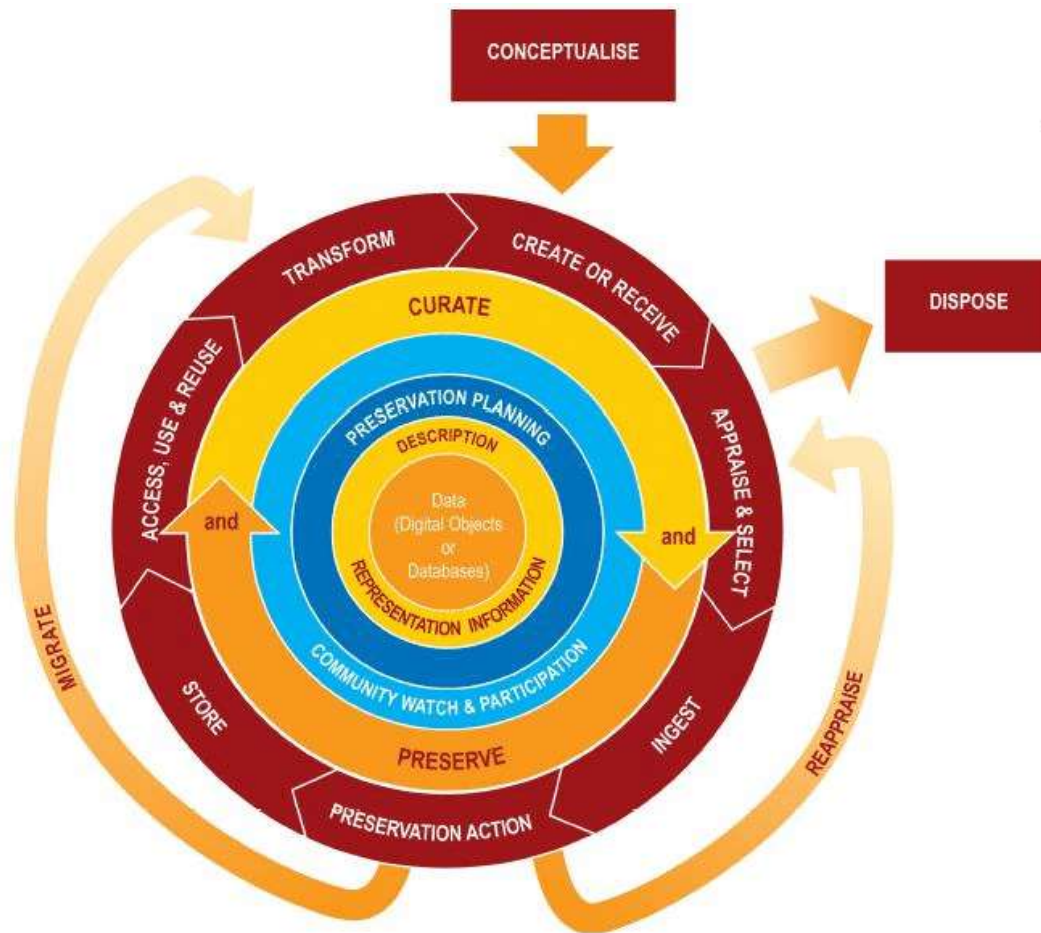 CONCEPTUALISE
TRANSFORM
CREATE OR RECEIVE
DISPOSE
CURATE
ACCESS, USE & REUSE
APPRAISE & SELECT
PRESERVATION PLANNING
DESCRIPTION
Data
(Digital Objects
or
Databases)
and
and
REPRESENTATION INFORMATION
COMMUNITY WATCH & PARTICIPATION
MIGRATE
STORE
PRESERVE
INGEST
REAPPRAISE
PRESERVATION ACTION